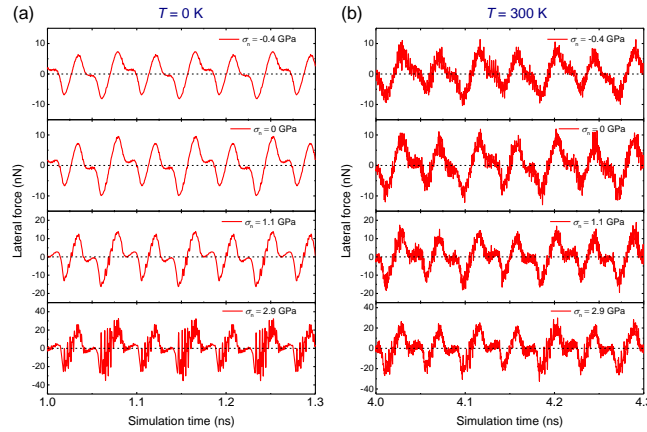 (a)
T = 0 K
(b)
T = 300 K
Lateral force (nN)
10
0
-10
σn = -0.4 GPa
10
0
-10
σn = 0 GPa
20
10
0
-10
σn = 1.1 GPa
40
20
0
-20
-40
σn = 2.9 GPa
1.0
1.1
1.2
1.3
Simulation time (ns)
Lateral force (nN)
10
0
-10
σn = -0.4 GPa
10
0
-10
σn = 0 GPa
20
10
0
-10
-20
σn = 1.1 GPa
40
20
0
-20
-40
σn = 2.9 GPa
4.0
4.1
4.2
4.3
Simulation time (ns)